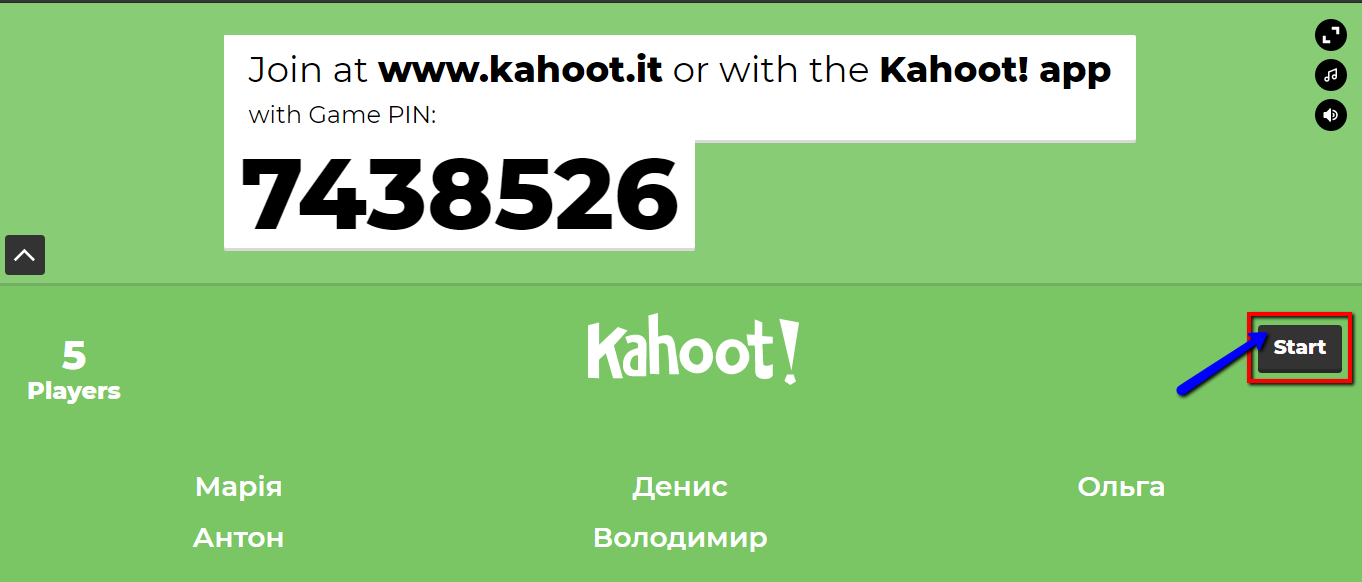 Join at www.kahoot.it or with the Kahoot! app
with Game PIN:
7438526
5
Players
Kahoot!
Start
Марія
Денис
Ольга
Антон
Володимир